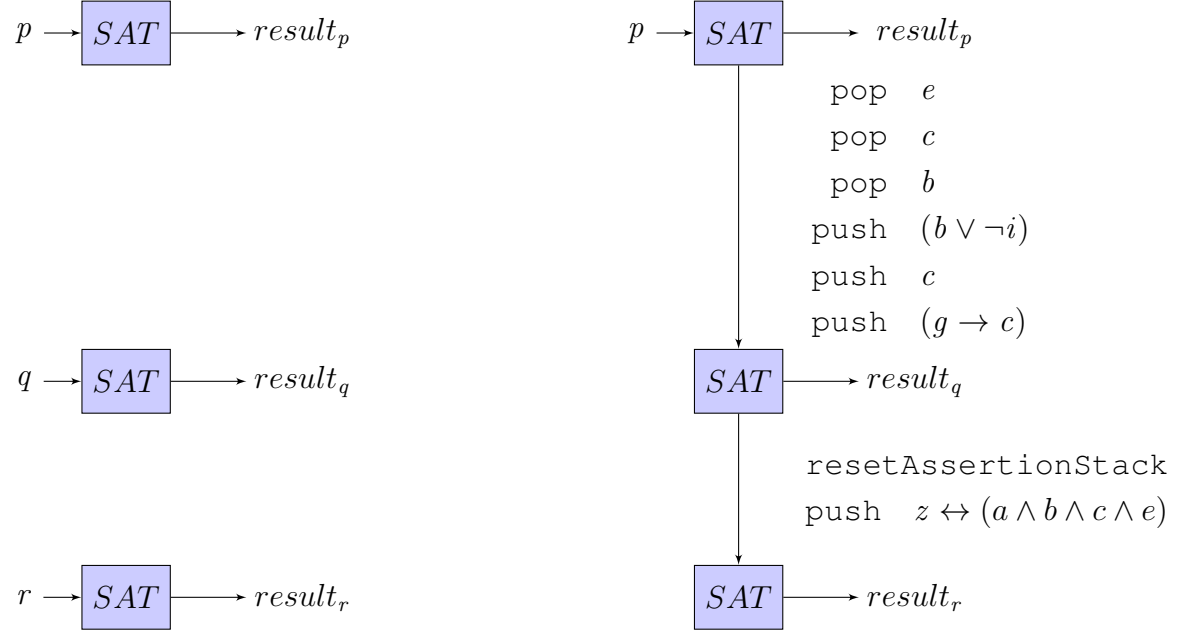 p SAT result_p p SAT result_p
pop e
pop c
pop b
push (b ∨ ¬i)
push c
push (g → c)
q SAT result_q SAT result_q
resetAssertionStack
push z ↔ (a ∧ b ∧ c ∧ e)
r SAT result_r SAT result_r